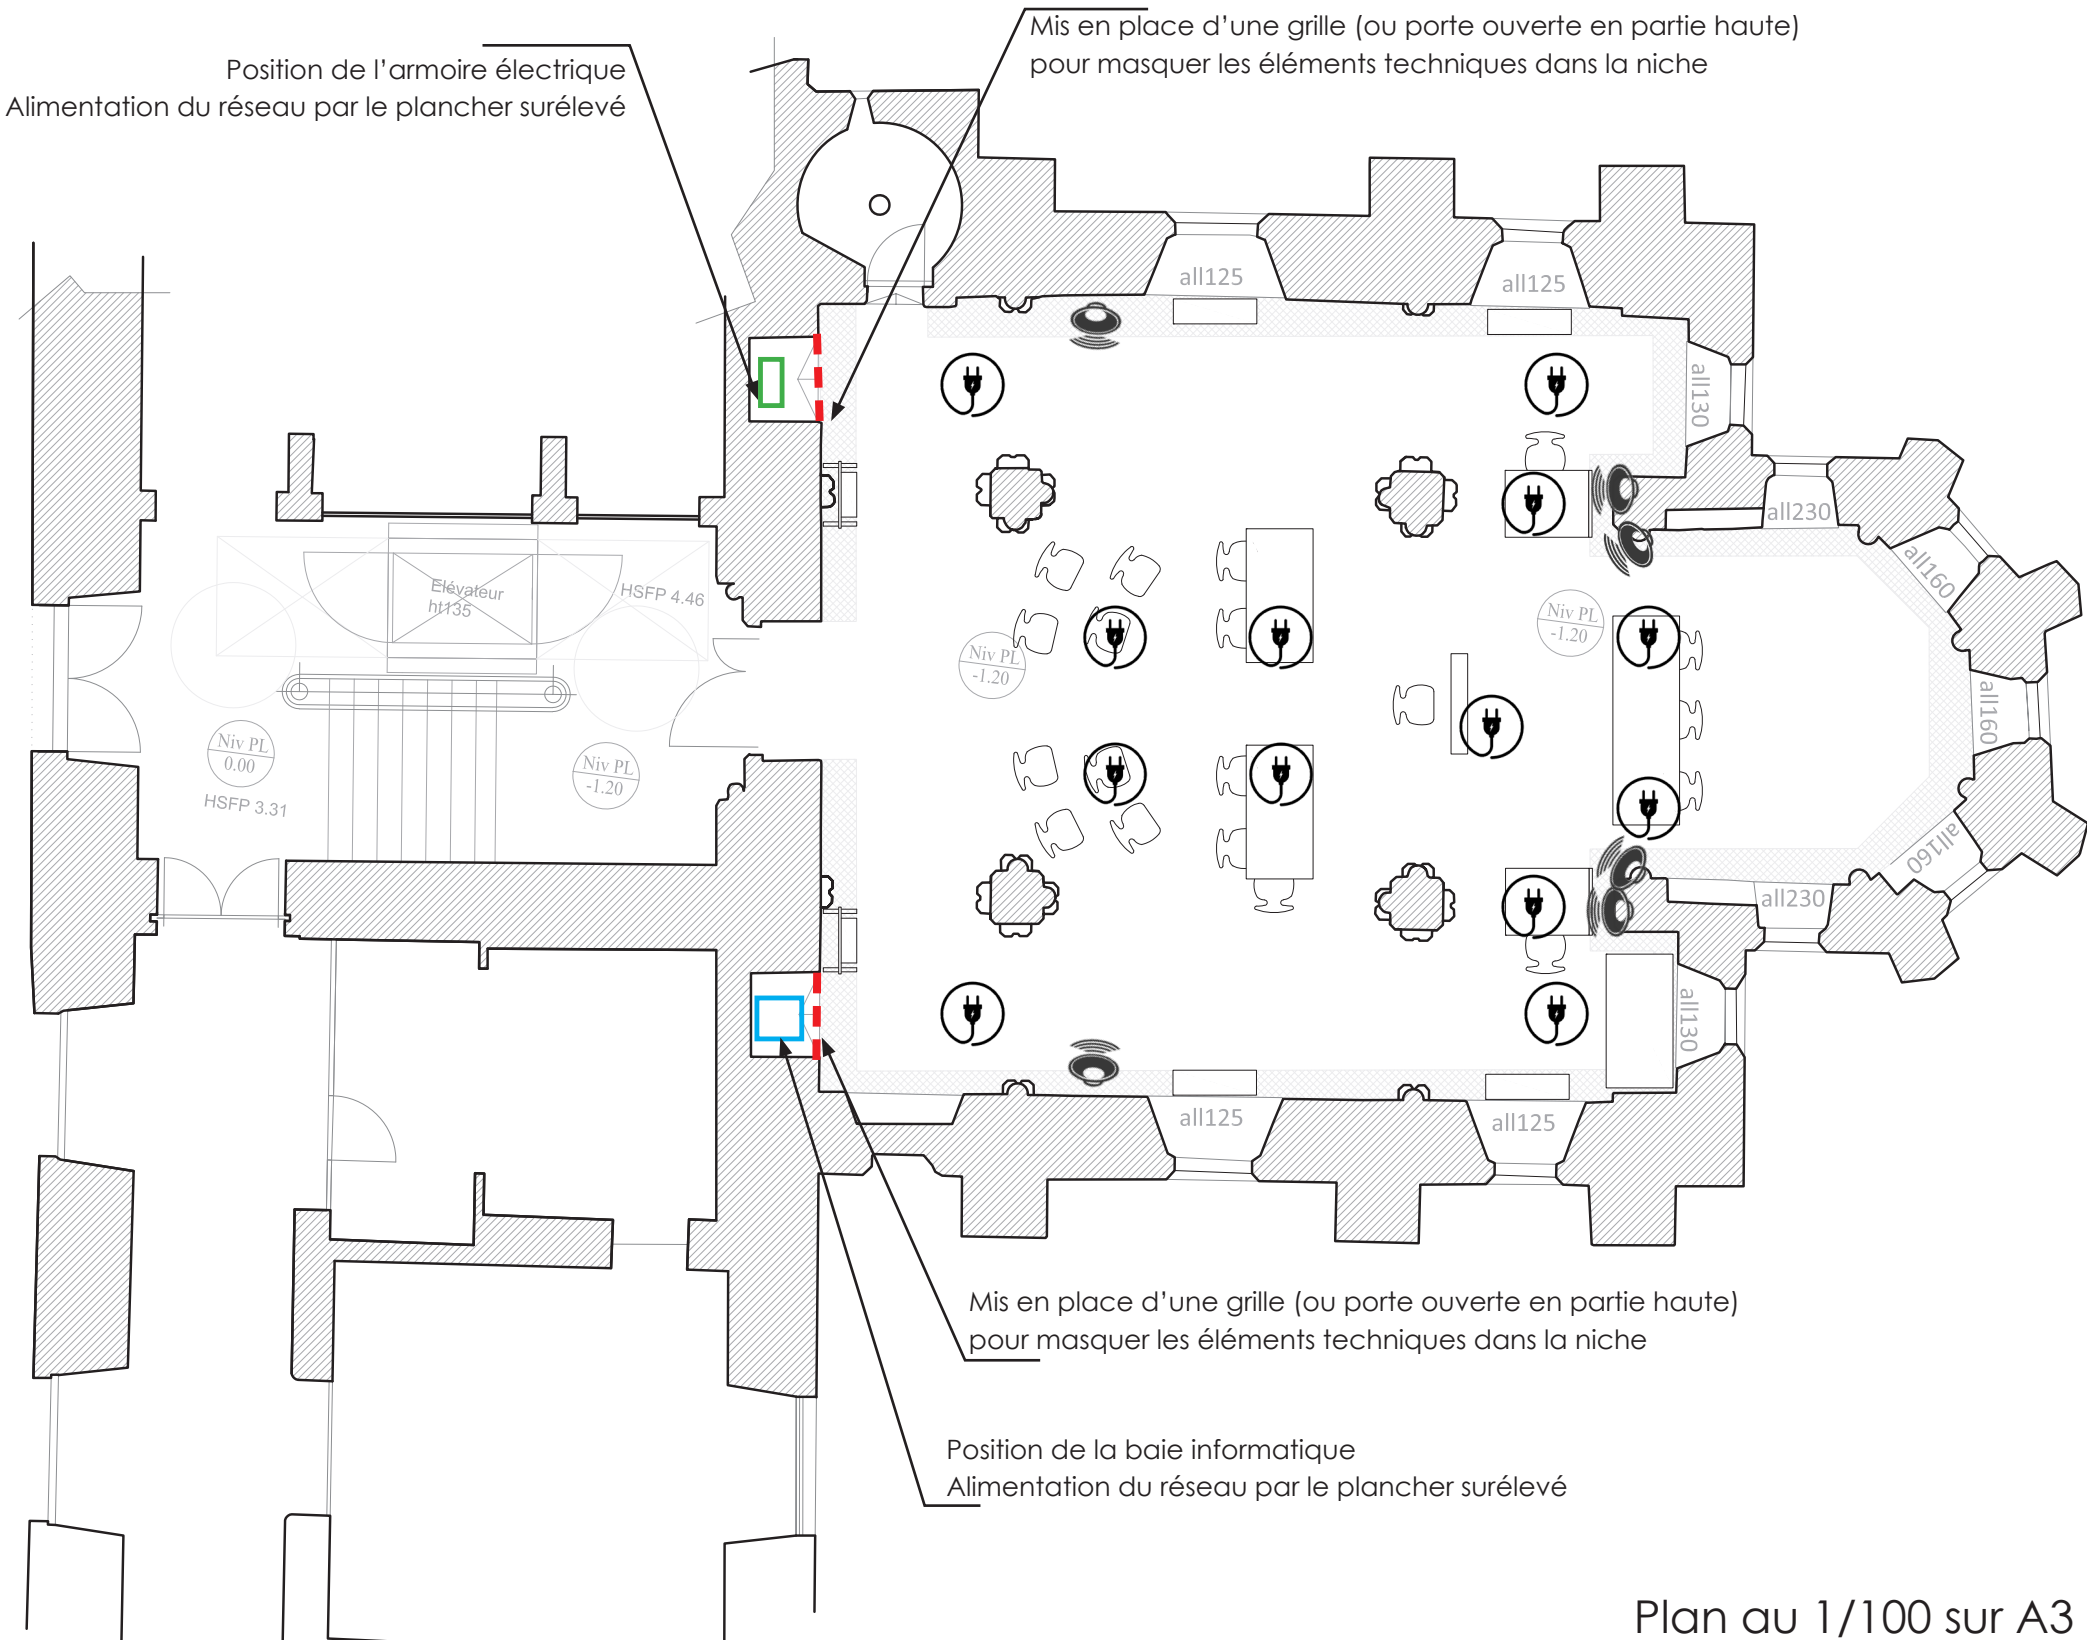 Mis en place d’une grille (ou porte ouverte en partie haute)
pour masquer les éléments techniques dans la niche
Position de l’armoire électrique
Alimentation du réseau par le plancher surélevé
all125
all125
all130
all230
all160
all160
all160
all230
all130
Elévateur
ht135
HSFP 4.46
Niv PL
-1.20
Niv PL
-1.20
Niv PL
0.00
HSFP 3.31
Niv PL
-1.20
all125
all125
Mis en place d’une grille (ou porte ouverte en partie haute)
pour masquer les éléments techniques dans la niche
Position de la baie informatique
Alimentation du réseau par le plancher surélevé
Plan au 1/100 sur A3